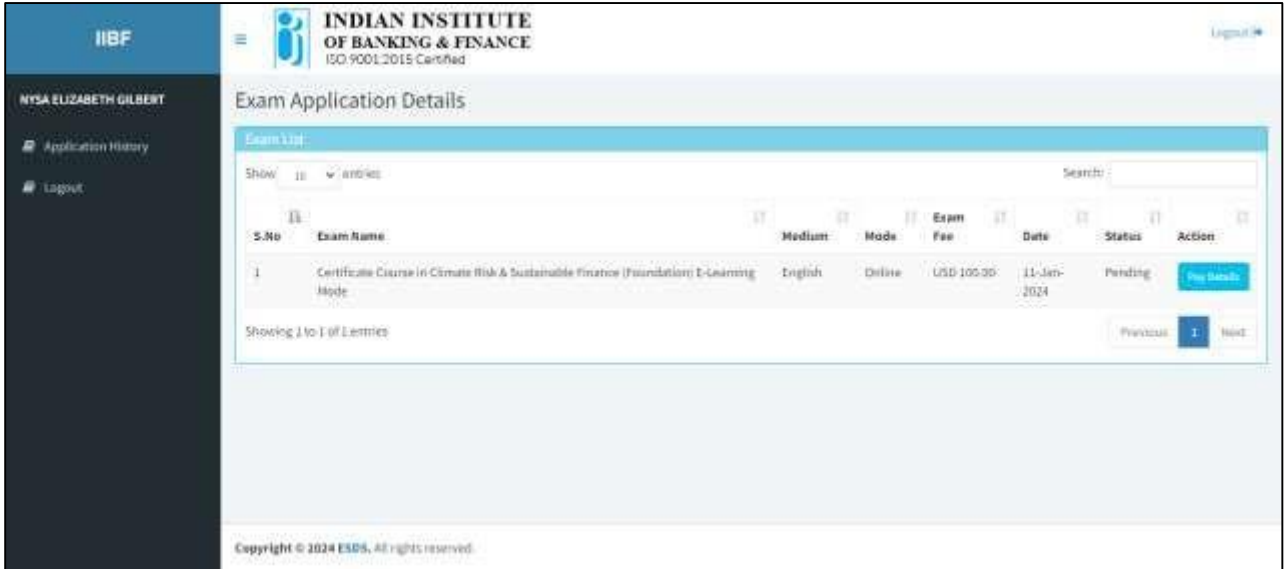 IIBF
INDIAN INSTITUTE
OF BANKING & FINANCE
ISO 9001:2015 Certified
Logout
NYSA ELIZABETH GILBERT
Application History
Logout
Exam Application Details
Exam List
Show 10 entries
Search:
S.No Exam Name Medium Mode Exam Fee Date Status Action
1 Certificate Course in Climate Risk & Sustainable Finance (Foundation) E-Learning English Online USD 100.00 11-Jan- Pending Pay Details
Mode 2024
Showing 1 to 1 of 1 entries
Previous 1 Next
Copyright © 2024 ESDS. All rights reserved.